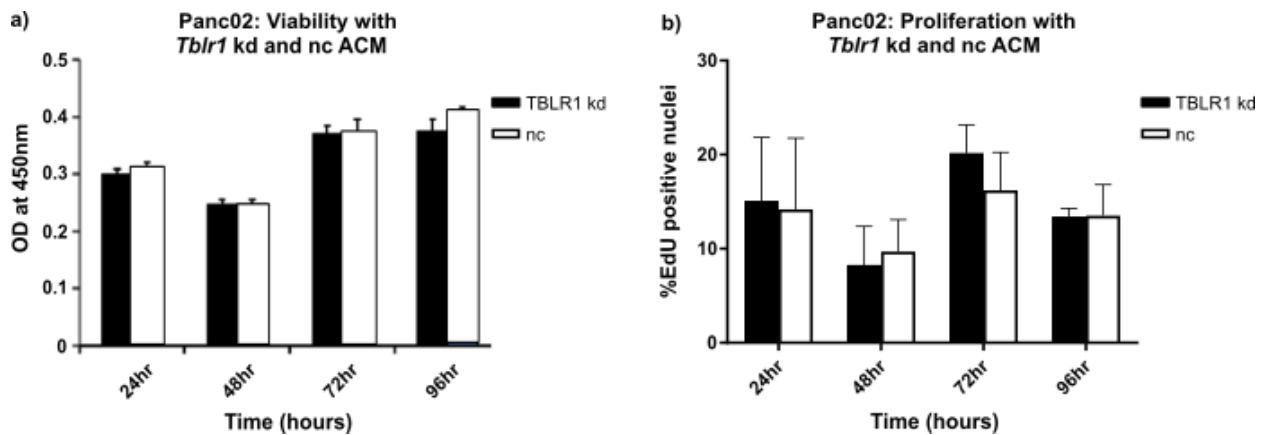 a)
Panc02: Viability with
Tblr1 kd and nc ACM
OD at 450nm
0.5
0.4
0.3
0.2
0.1
0
24hr
48hr
72hr
96hr
Time (hours)
TBLR1 kd
nc
b)
Panc02: Proliferation with
Tblr1 kd and nc ACM
%EdU positive nuclei
30
20
10
0
24hr
48hr
72hr
96hr
Time (hours)
TBLR1 kd
nc